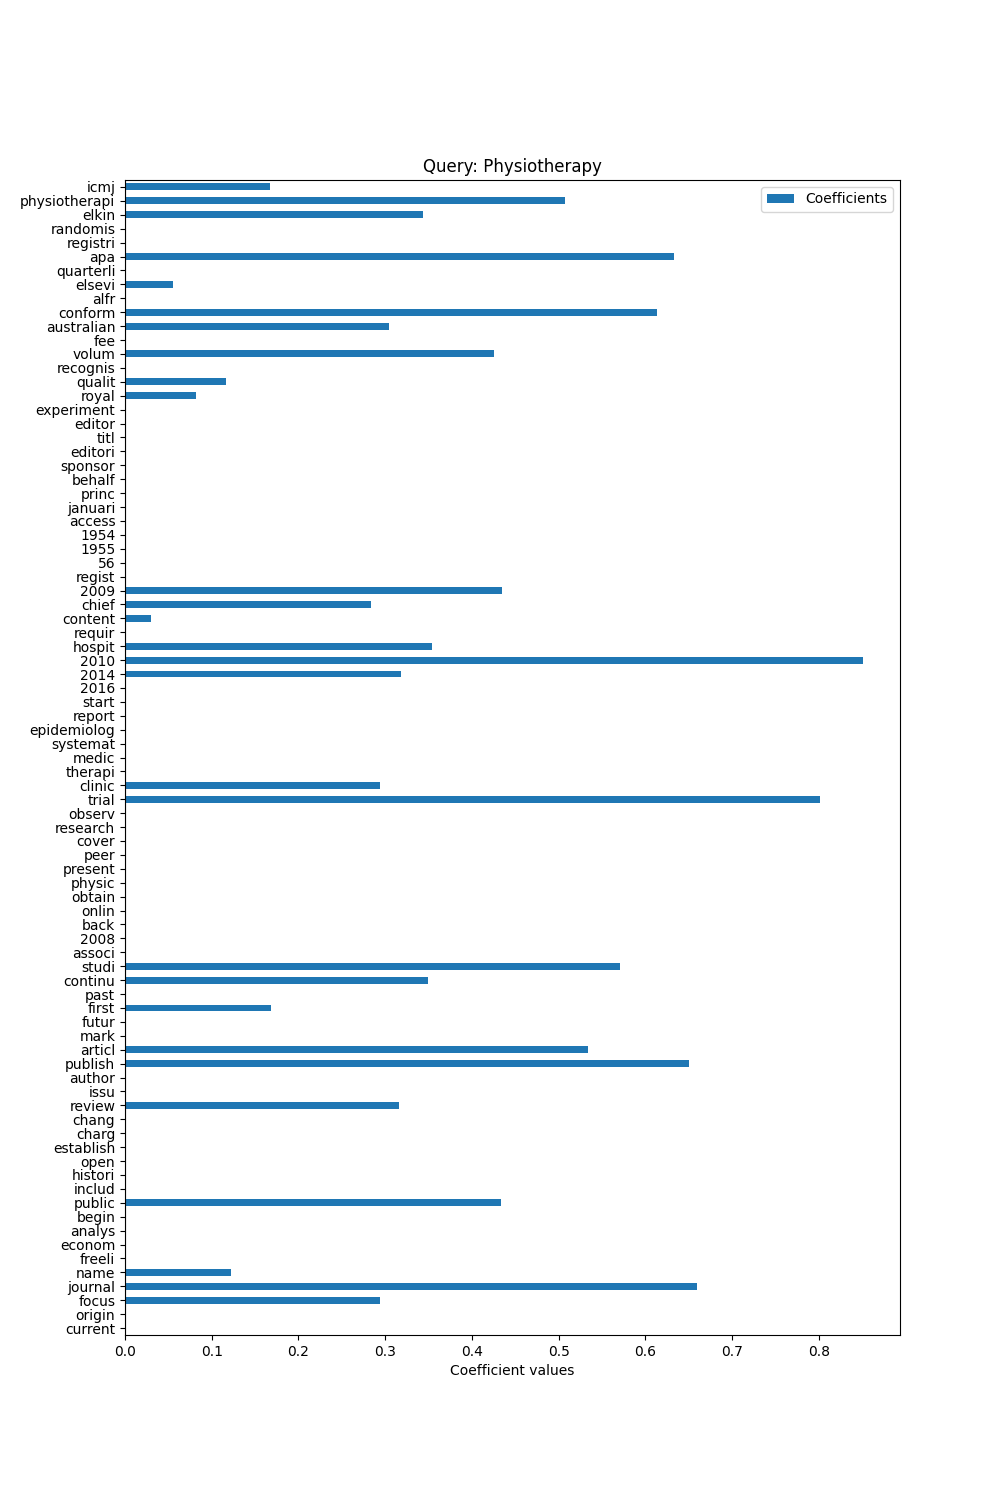 Query: Physiotherapy
Coefficients
icmj
physiotherapi
elkin
randomis
registri
apa
quarterli
elsevi
alfr
conform
australian
fee
volum
recognis
qualit
royal
experiment
editor
titl
editori
sponsor
behalf
princ
januari
access
1954
1955
56
regist
2009
chief
content
requir
hospit
2010
2014
2016
start
report
epidemiolog
systemat
medic
therapi
clinic
trial
observ
research
cover
peer
present
physic
obtain
onlin
back
2008
associ
studi
continu
past
first
futur
mark
articl
publish
author
issu
review
chang
charg
establish
open
histori
includ
public
begin
analys
econom
freeli
name
journal
focus
origin
current
0.0 0.1 0.2 0.3 0.4 0.5 0.6 0.7 0.8
Coefficient values